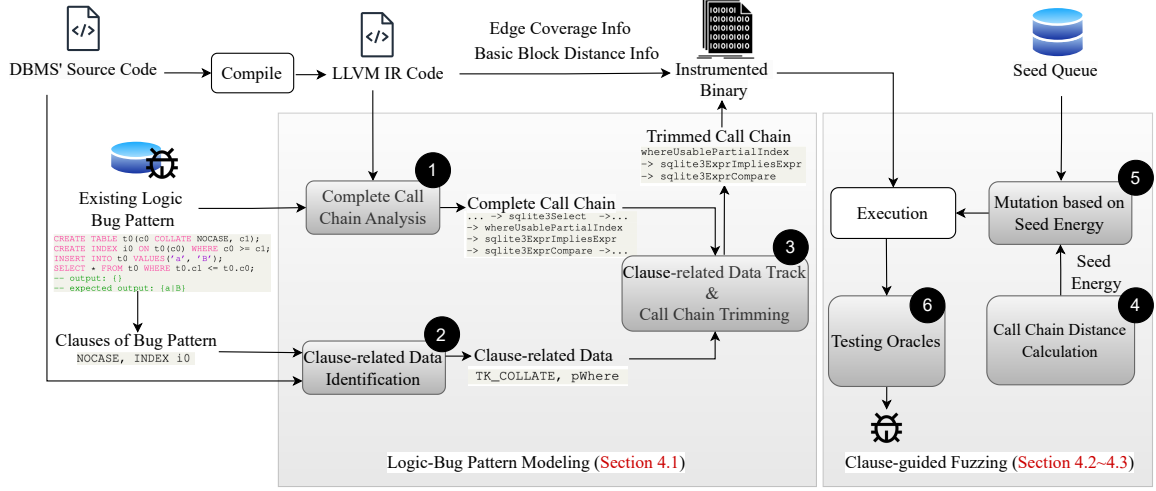 Edge Coverage Info
Basic Block Distance Info
DBMS' Source Code
Compile
LLVM IR Code
Instrumented
Binary
Seed Queue
Existing Logic
Bug Pattern
CREATE TABLE t0(c0 COLLATE NOCASE, c1);
CREATE INDEX i0 ON t0(c0) WHERE c0 >= c1;
INSERT INTO t0 VALUES('a', 'B');
SELECT * FROM t0 WHERE t0.c1 <= t0.c0;
-- output: {}
-- expected output: {a|B}
Clauses of Bug Pattern
NOCASE, INDEX i0
1
Complete Call
Chain Analysis
Complete Call Chain
... -> sqlite3Select ->...
-> whereUsablePartialIndex
-> sqlite3ExprImpliesExpr
-> sqlite3ExprCompare ->...
Trimmed Call Chain
whereUsablePartialIndex
-> sqlite3ExprImpliesExpr
-> sqlite3ExprCompare
2
Clause-related Data
Identification
Clause-related Data
TK_COLLATE, pWhere
3
Clause-related Data Track
&
Call Chain Trimming
Logic-Bug Pattern Modeling (Section 4.1)
Execution
5
Mutation based on
Seed Energy
Seed
Energy
4
Call Chain Distance
Calculation
6
Testing Oracles
Clause-guided Fuzzing (Section 4.2~4.3)